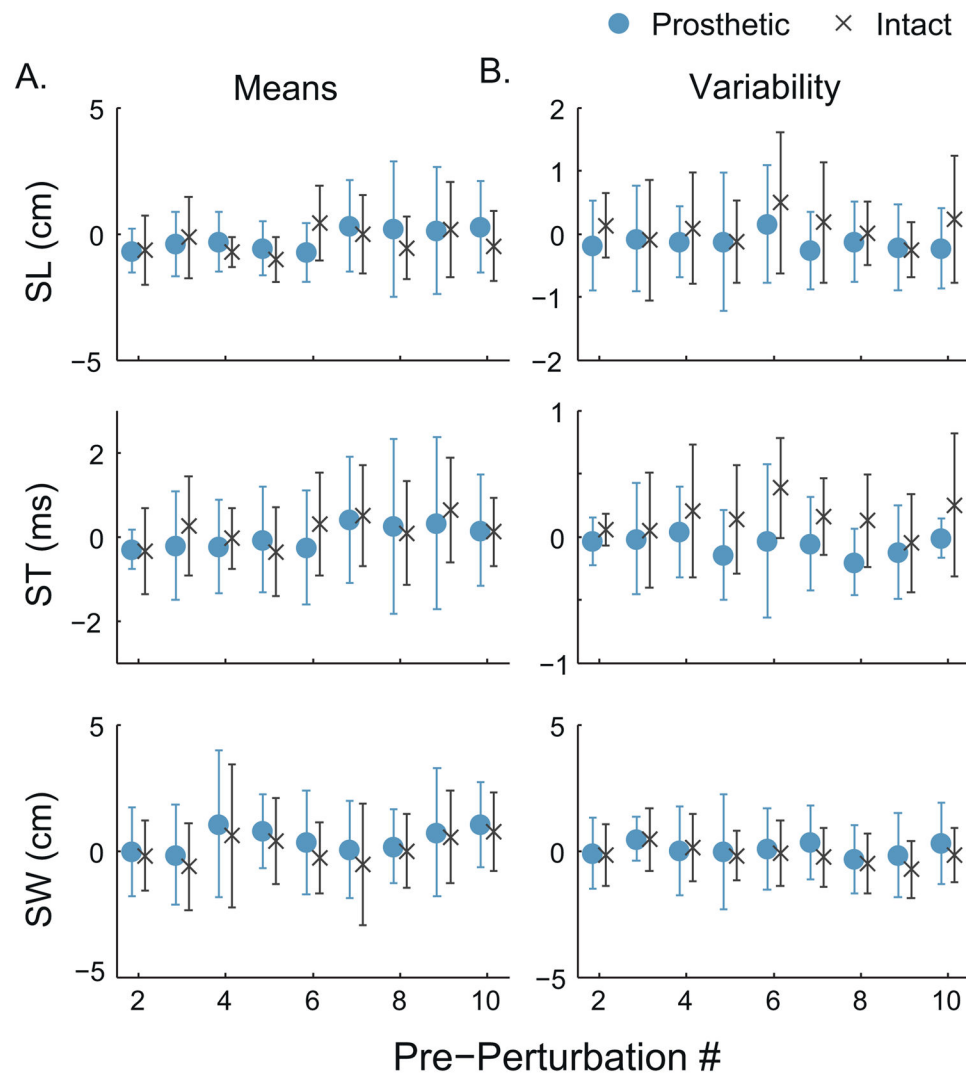 Prosthetic Intact
A. B.
Means Variability
5 2
1
SL (cm) 0 0
−1
−5 −2
1
2
ST (ms) 0 0
−2
−1
5 5
SW (cm) 0 0
−5 −5
2 4 6 8 10 2 4 6 8 10
Pre−Perturbation #